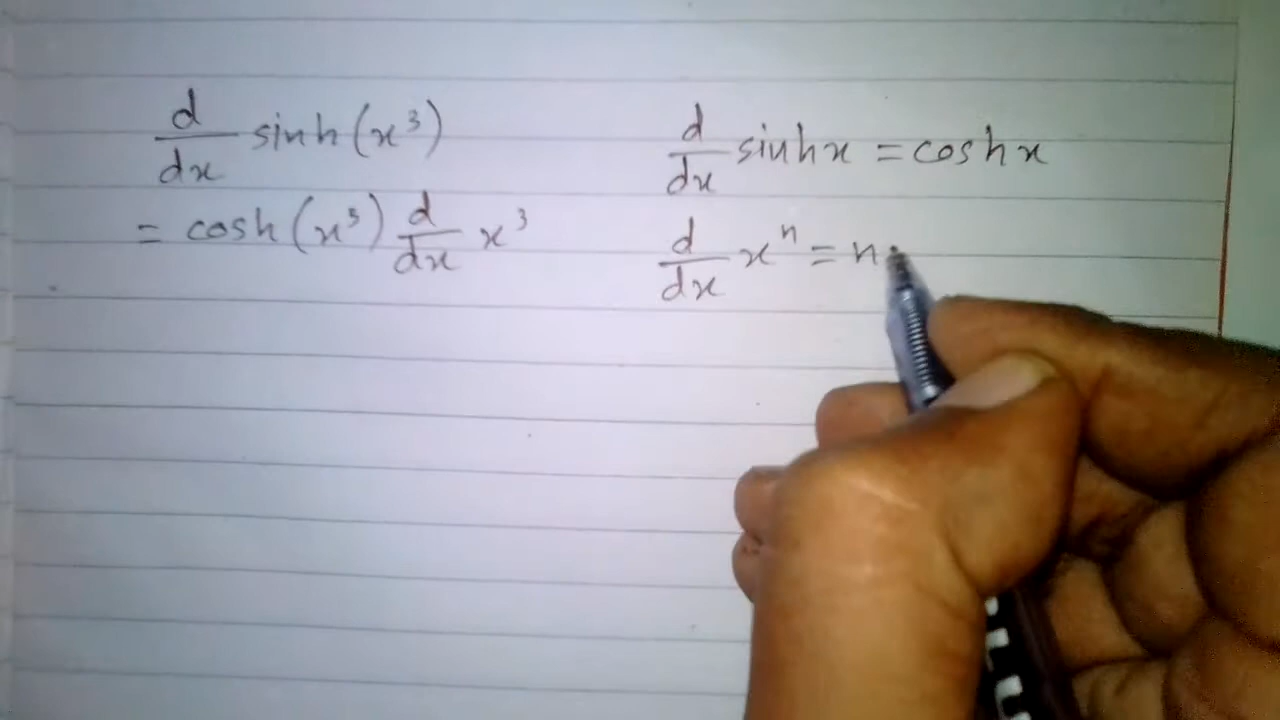 d/dx sinh(x³)
= cosh(x³) d/dx x³
d/dx sinhx = coshx
d/dx xⁿ = n